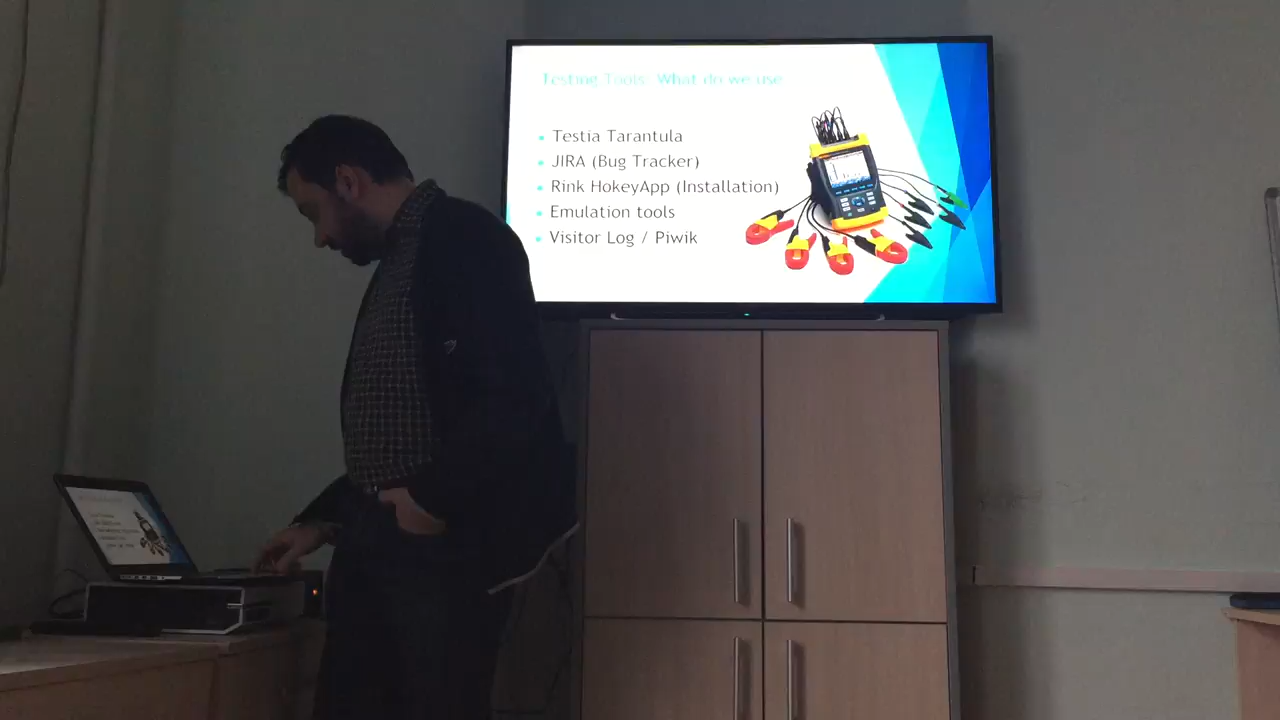 Testing Tools: What do we use
Testia Tarantula
JIRA (Bug Tracker)
Rink HokeyApp (Installation)
Emulation tools
Visitor Log / Piwik